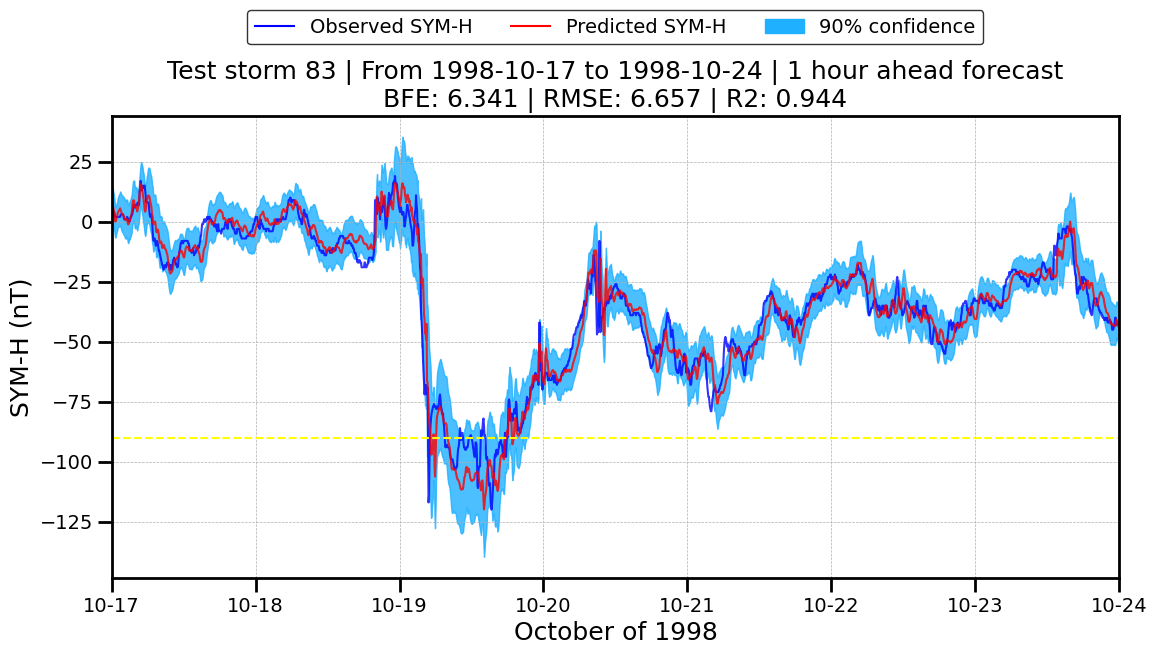 Observed SYM-H Predicted SYM-H 90% confidence
Test storm 83 | From 1998-10-17 to 1998-10-24 | 1 hour ahead forecast
BFE: 6.341 | RMSE: 6.657 | R2: 0.944
SYM-H (nT)
25
0
−25
−50
−75
−100
−125
10-17 10-18 10-19 10-20 10-21 10-22 10-23 10-24
October of 1998